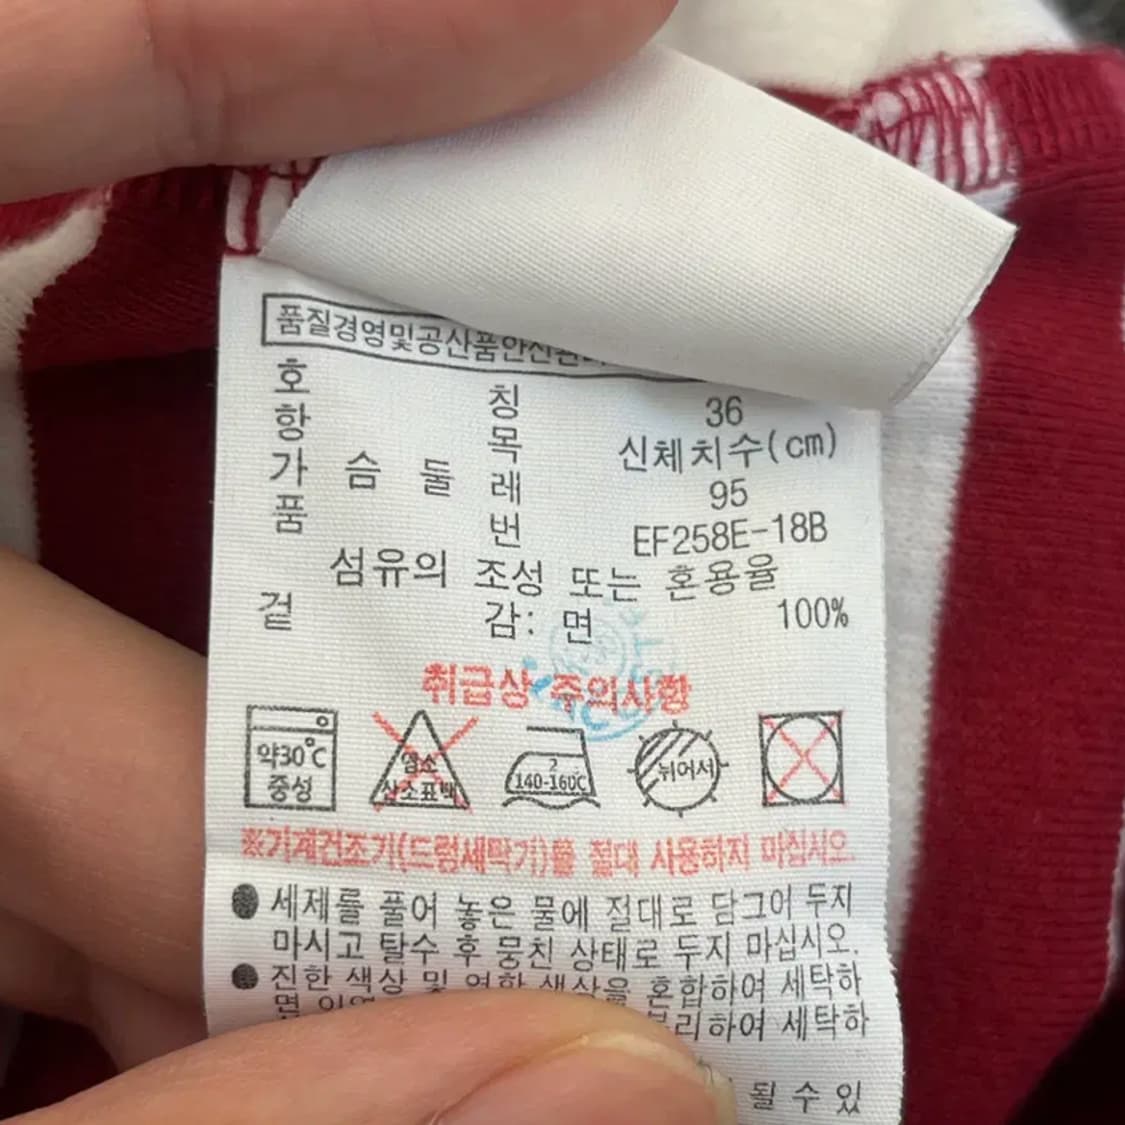 품질경영및공산품안전관리
호 칭 36
항 목 신체치수(cm)
가 슴 둘 레 95
품 번 EF258E-18B
섬유의 조성 또는 혼용율
겉 감: 면 100%
취급상 주의사항
약30℃
중성
염소
산소표백
2
140-160℃
뉘어서
※기계건조기(드럼세탁기)를 절대 사용하지 마십시오.
● 세제를 풀어 놓은 물에 절대로 담그어 두지
마시고 탈수 후 뭉친 상태로 두지 마십시오.
● 진한 색상 및 연한 색상을 혼합하여 세탁하
면 분리하여 세탁하
될 수 있